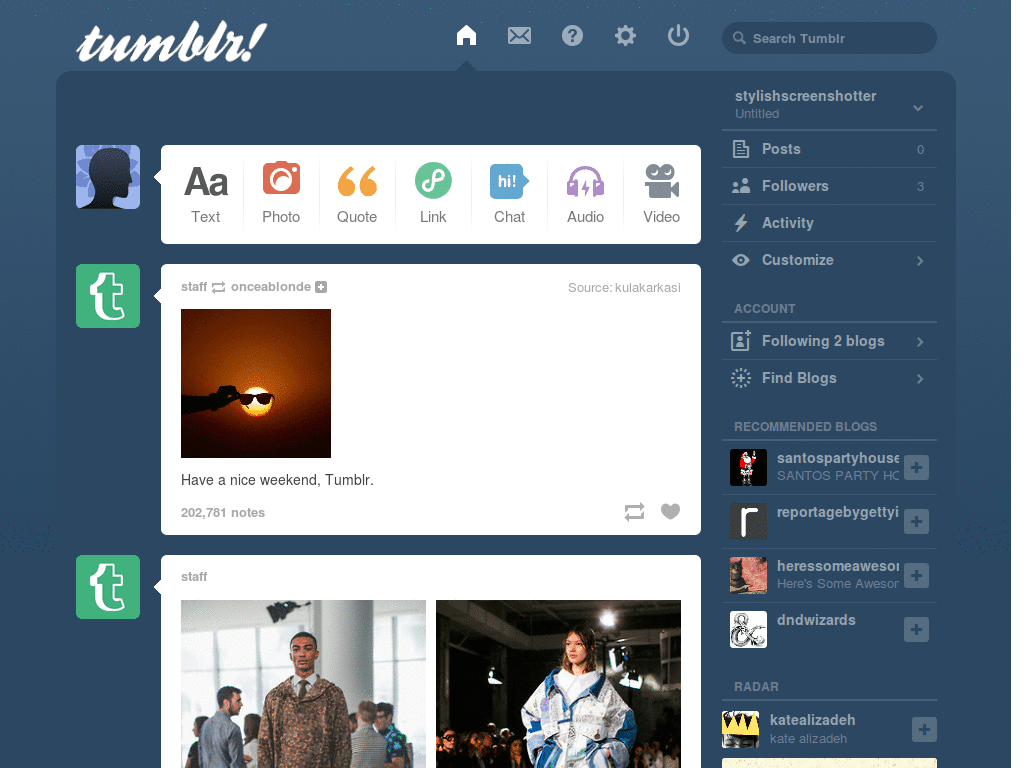 tumblr!
Search Tumblr
stylishscreenshotter
Untitled
Aa
hi!
Text
Photo
Quote
Link
Chat
Audio
Video
Posts 0
Followers 3
Activity
Customize
ACCOUNT
Following 2 blogs
Find Blogs
RECOMMENDED BLOGS
santospartyhouse
SANTOS PARTY HO
reportagebygettyi
heressomeawesor
Here's Some Awesor
dndwizards
RADAR
katealizadeh
kate alizadeh
t
staff onceablonde
Source: kulakarkasi
Have a nice weekend, Tumblr.
202,781 notes
t
staff
r